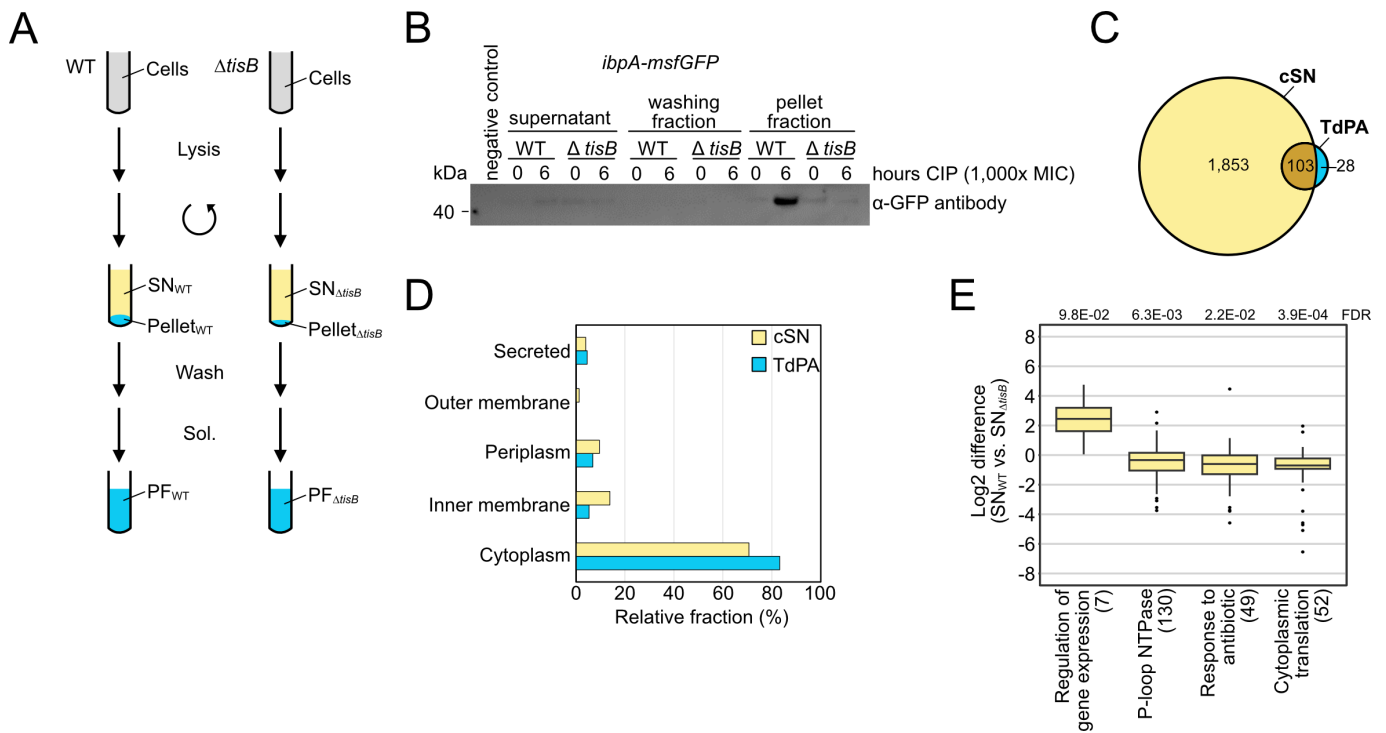 A
WT
Cells
ΔtisB
Cells
Lysis
SNWT
PelletWT
SNΔtisB
PelletΔtisB
Wash
Sol.
PFWT
PFΔtisB
B
ibpA-msfGFP
negative control
supernatant
washing
fraction
pellet
fraction
WT Δ tisB WT Δ tisB WT Δ tisB
kDa
0 6 0 6 0 6 0 6 0 6 0 6 hours CIP (1,000x MIC)
40
α-GFP antibody
C
cSN
TdPA
1,853
103
28
D
cSN
TdPA
Secreted
Outer membrane
Periplasm
Inner membrane
Cytoplasm
0 20 40 60 80 100
Relative fraction (%)
E
9.8E-02 6.3E-03 2.2E-02 3.9E-04 FDR
8
6
4
2
0
-2
-4
-6
-8
Log2 difference
(SNWT vs. SNΔtisB)
Regulation of
gene expression
(7)
P-loop NTPase
(130)
Response to
antibiotic
(49)
Cytoplasmic
translation
(52)